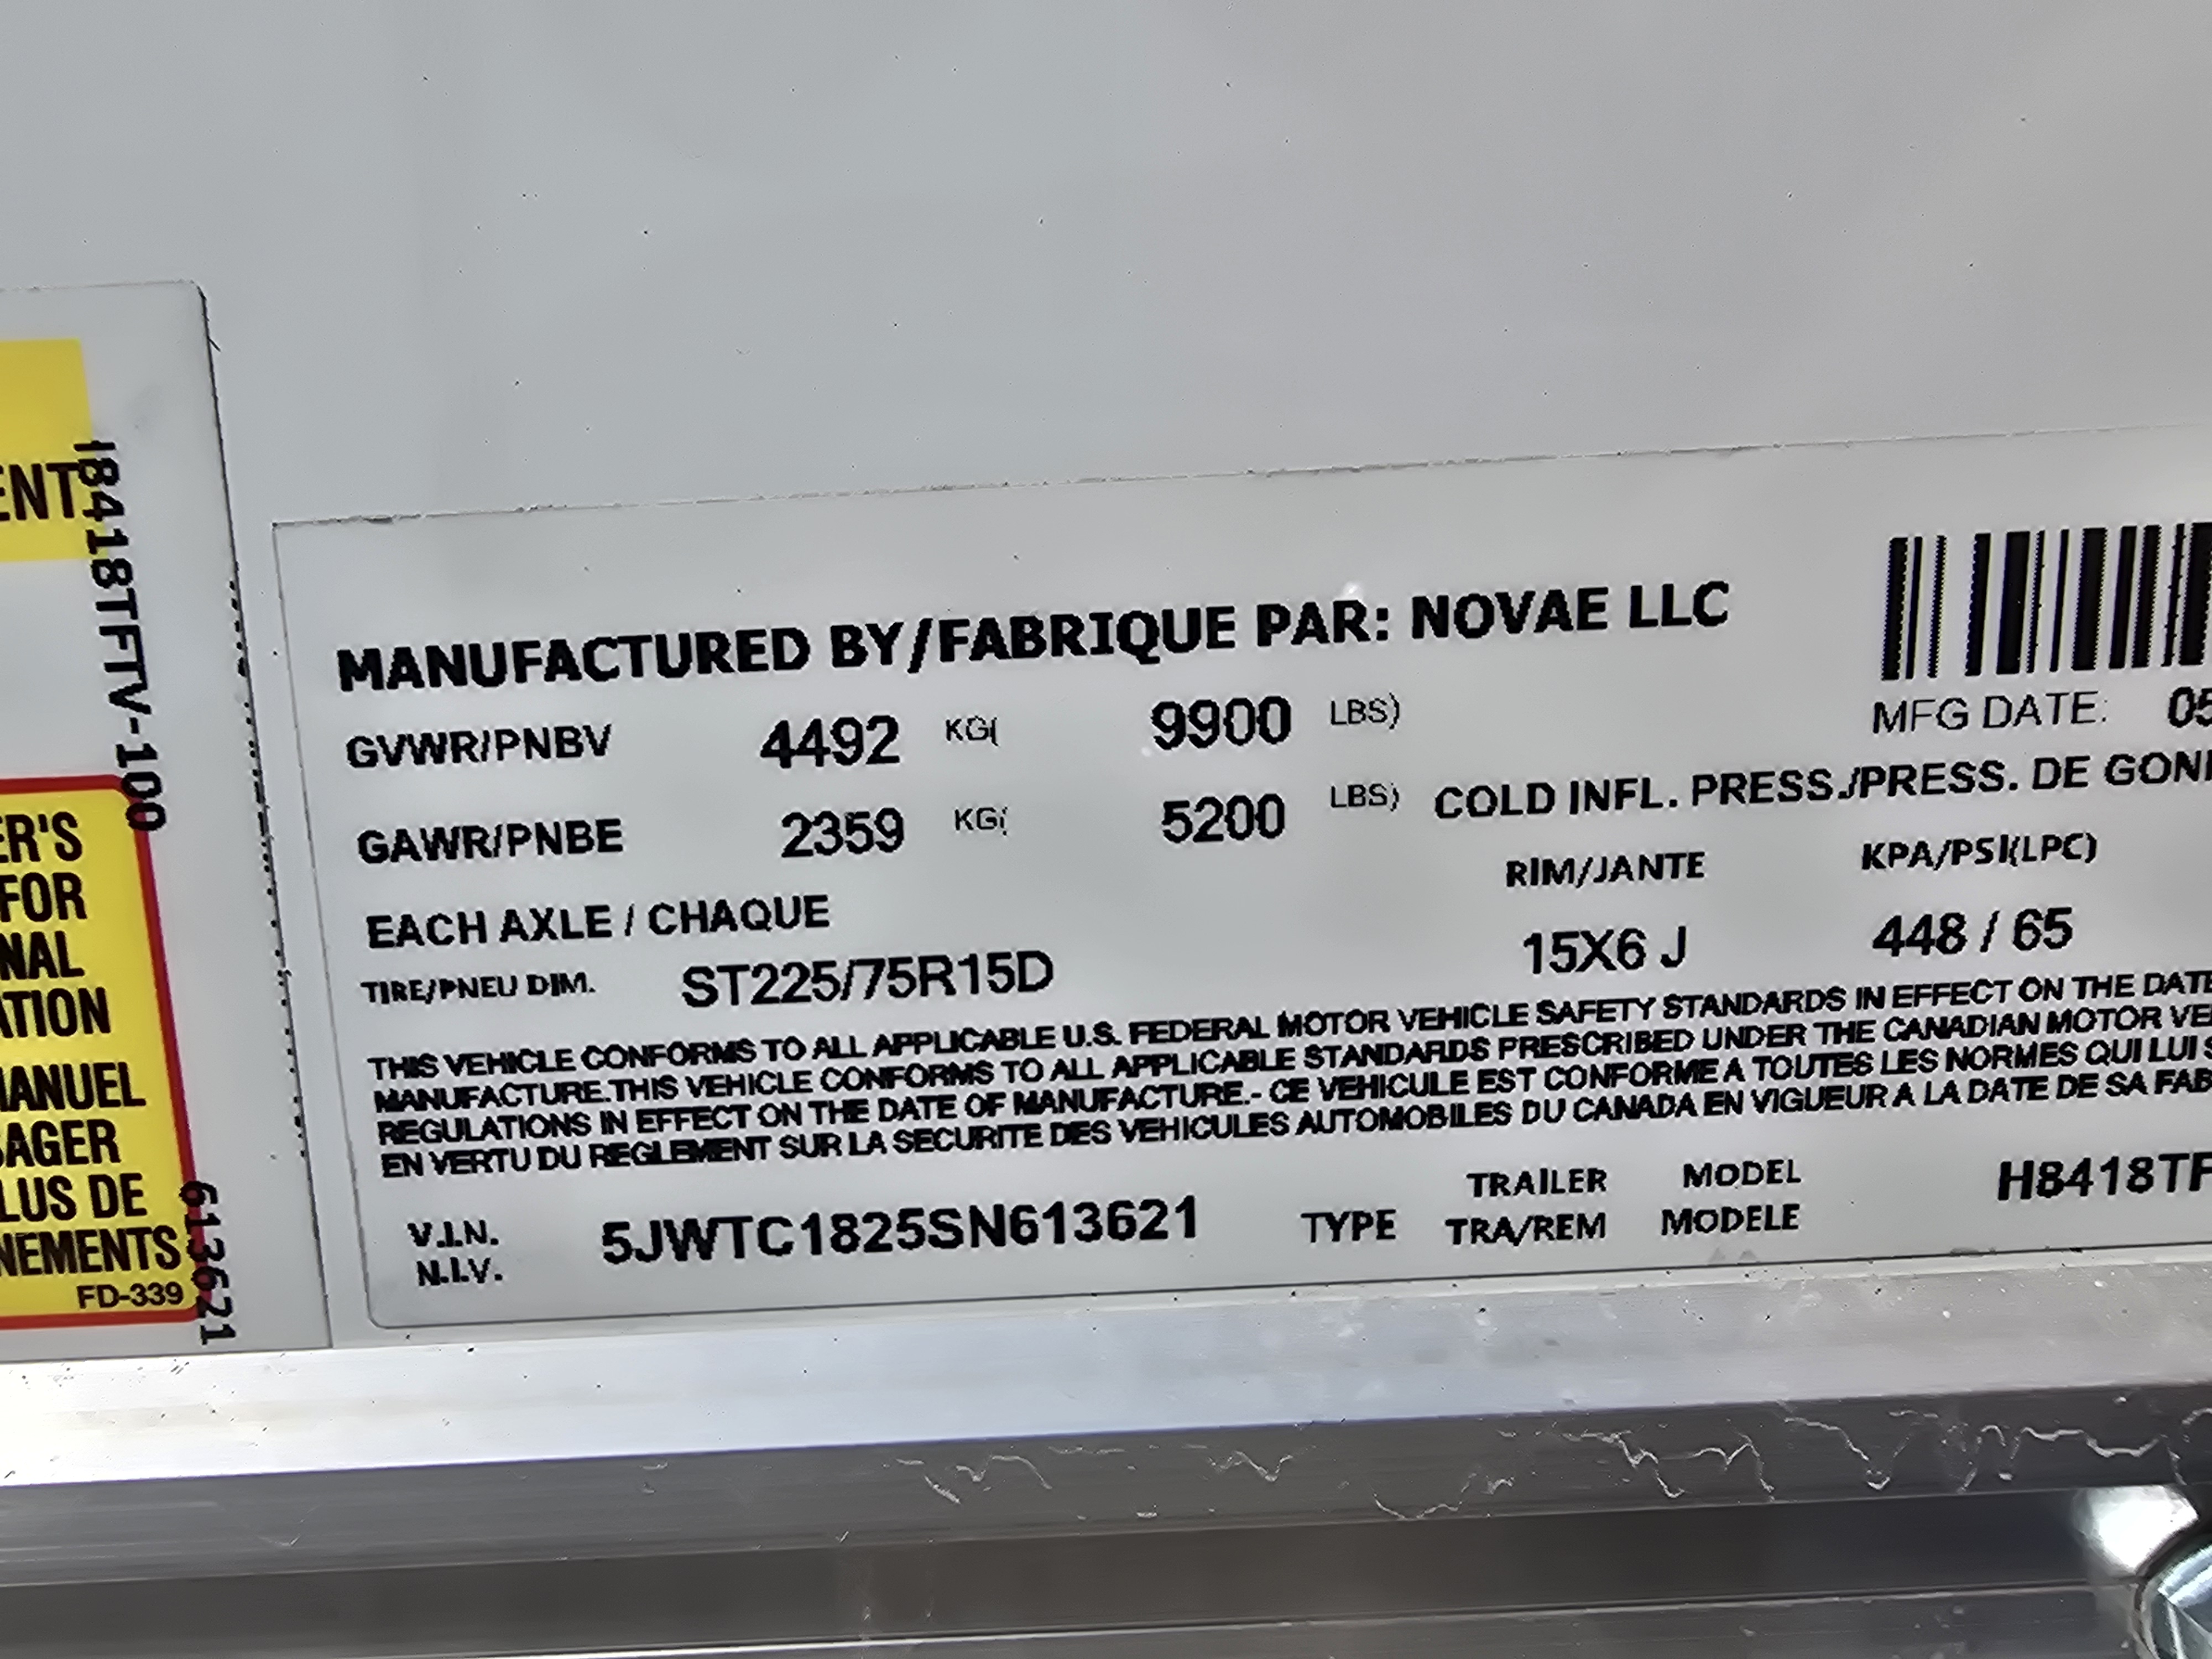 ENT
I8418TFTV-100
ER'S
FOR
NAL
ATION
MANUEL
SAGER
LUS DE
NEMENTS
FD-339
613621
MANUFACTURED BY/FABRIQUE PAR: NOVAE LLC
GVWR/PNBV 4492 KG( 9900 LBS)
MFG DATE: 05
GAWR/PNBE 2359 KG( 5200 LBS) COLD INFL. PRESS./PRESS. DE GON
EACH AXLE / CHAQUE RIM/JANTE KPA/PSI(LPC)
TIRE/PNEU DIM. ST225/75R15D 15X6 J 448 / 65
THIS VEHICLE CONFORMS TO ALL APPLICABLE U.S. FEDERAL MOTOR VEHICLE SAFETY STANDARDS IN EFFECT ON THE DATE
MANUFACTURE.THIS VEHICLE CONFORMS TO ALL APPLICABLE STANDARDS PRESCRIBED UNDER THE CANADIAN MOTOR VE
REGULATIONS IN EFFECT ON THE DATE OF MANUFACTURE.- CE VEHICULE EST CONFORME A TOUTES LES NORMES QUI LUI S
EN VERTU DU REGLEMENT SUR LA SECURITE DES VEHICULES AUTOMOBILES DU CANADA EN VIGUEUR A LA DATE DE SA FAB
V.I.N. 5JWTC1825SN613621 TYPE TRAILER MODEL H8418TF
N.I.V. TRA/REM MODELE